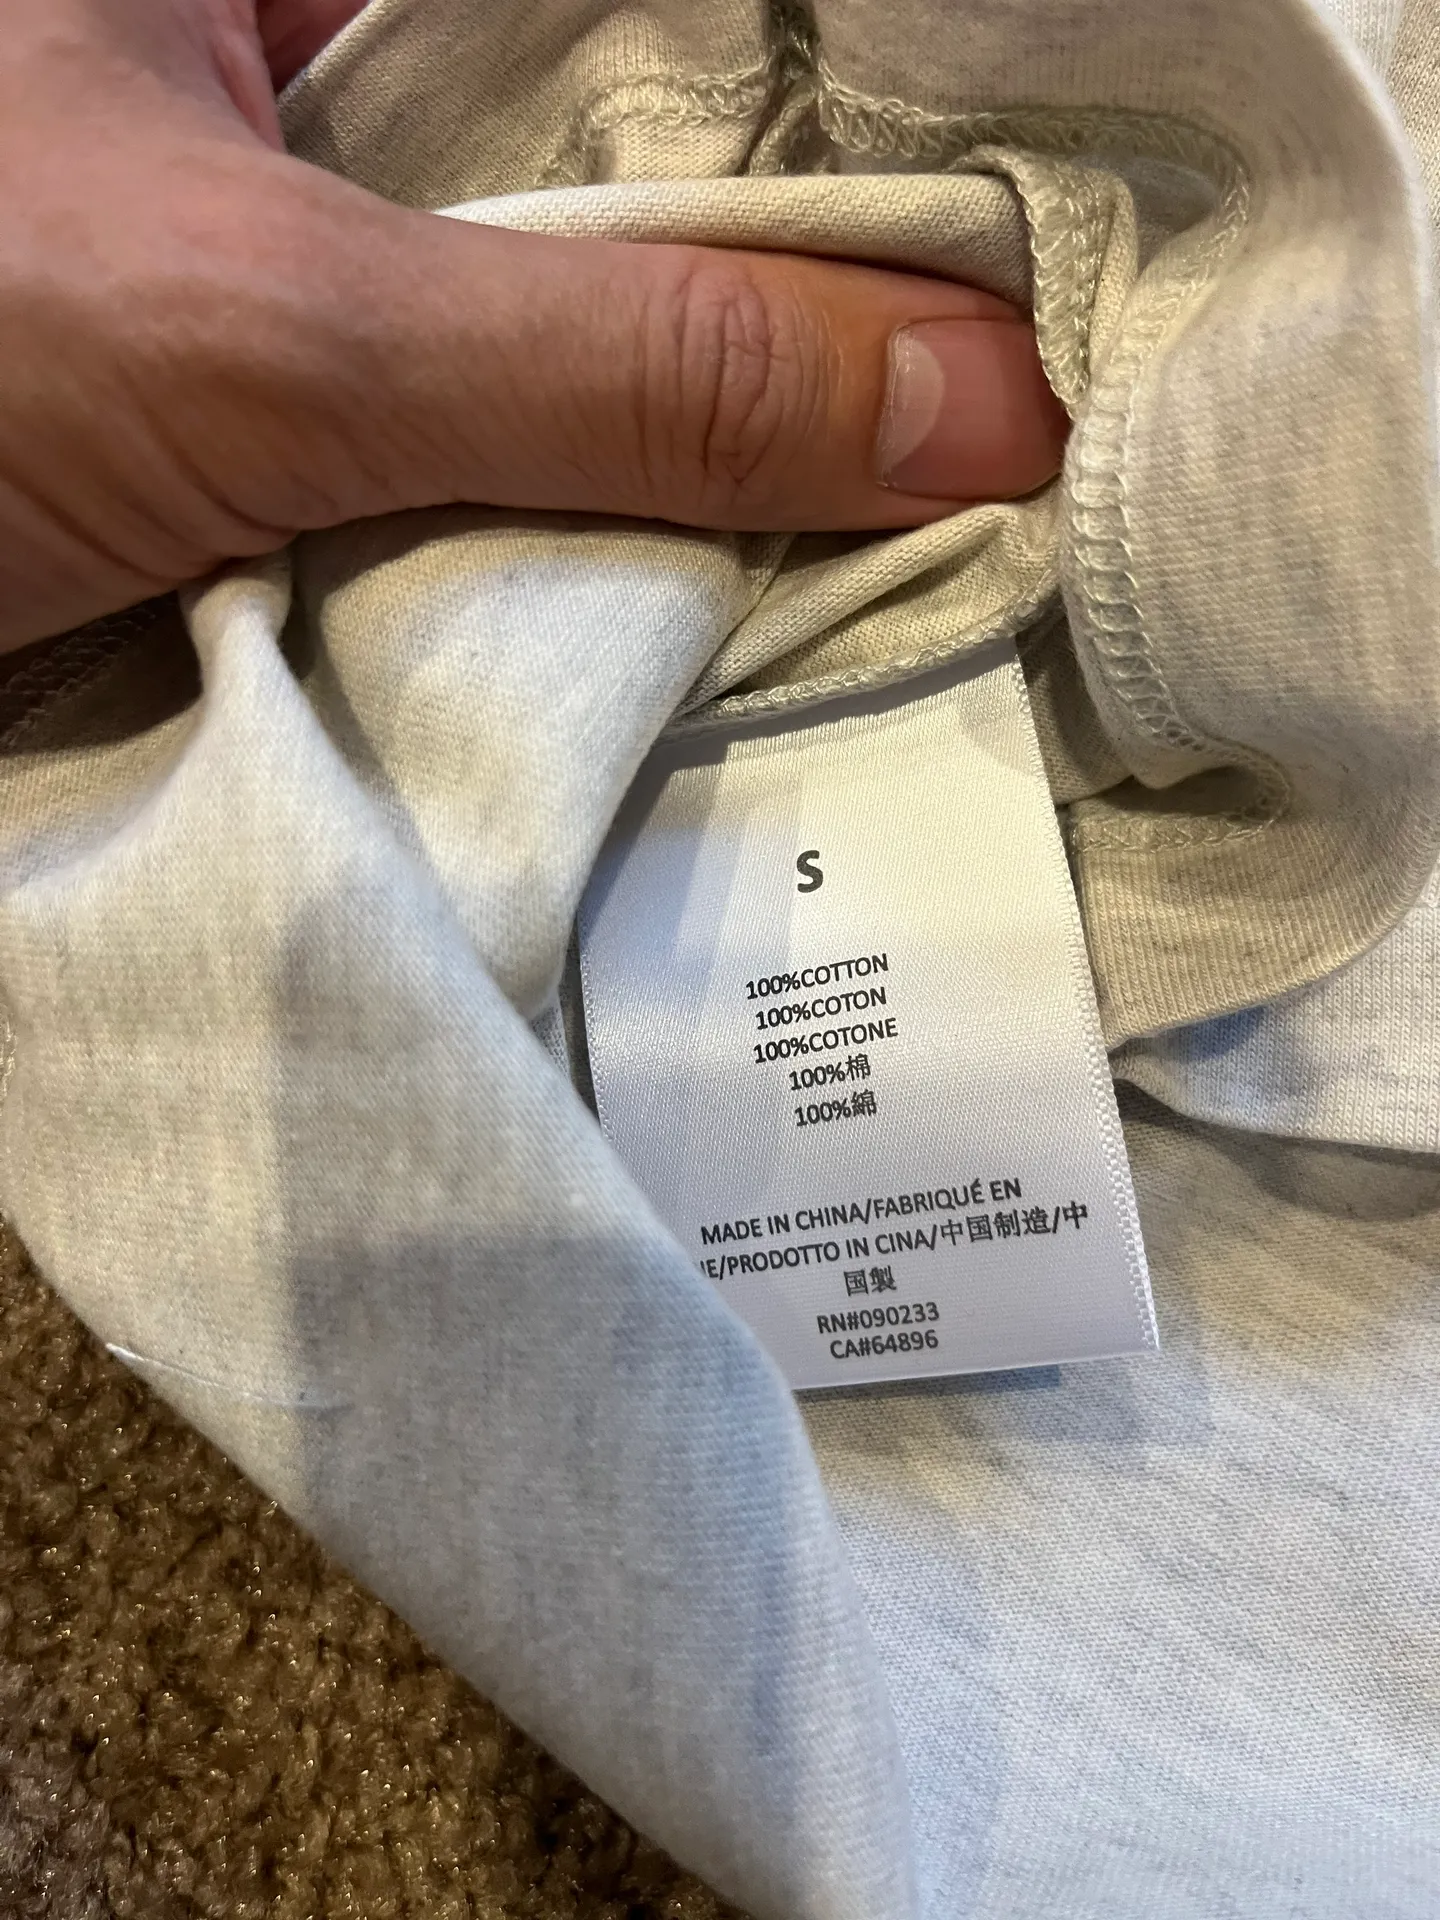 S
100%COTTON
100%COTON
100%COTONE
100%棉
100%綿
MADE IN CHINA/FABRIQUÉ EN
/PRODOTTO IN CINA/中国制造/中
国製
RN#090233
CA#64896